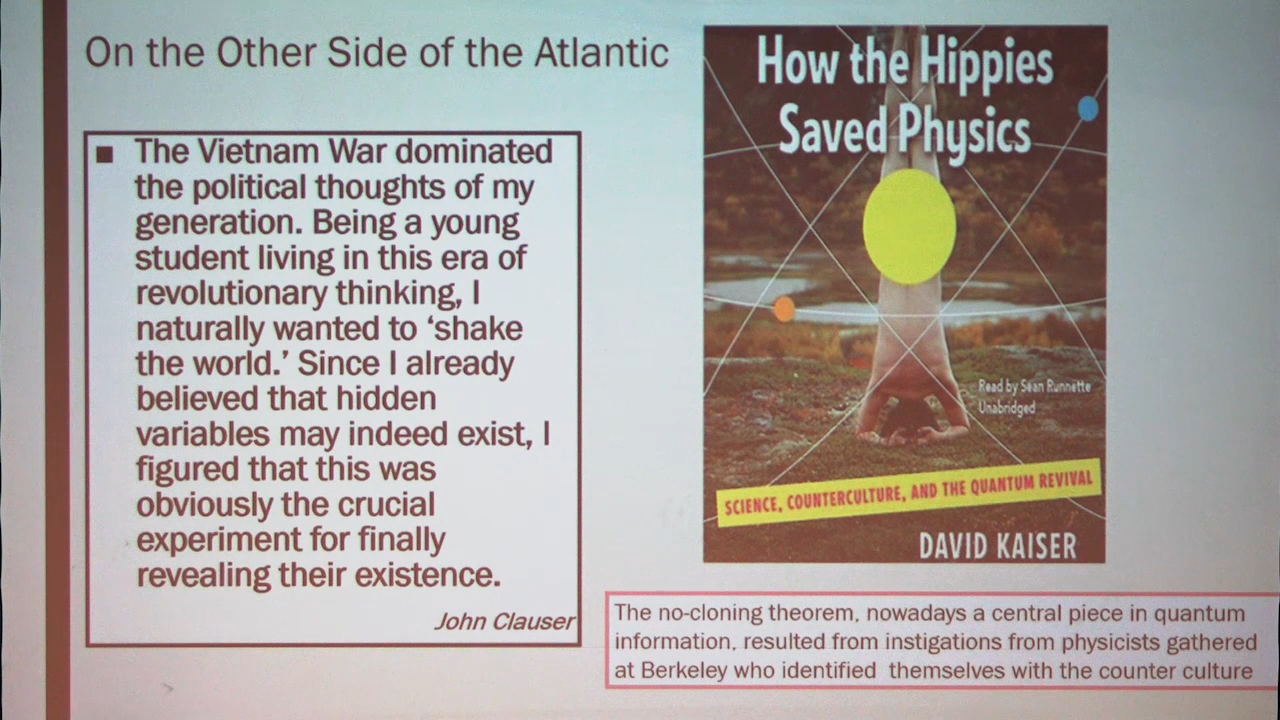 On the Other Side of the Atlantic
■ The Vietnam War dominated
the political thoughts of my
generation. Being a young
student living in this era of
revolutionary thinking, I
naturally wanted to ‘shake
the world.’ Since I already
believed that hidden
variables may indeed exist, I
figured that this was
obviously the crucial
experiment for finally
revealing their existence.
John Clauser
How the Hippies
Saved Physics
Read by Sean Runnette
Unabridged
SCIENCE, COUNTERCULTURE, AND THE QUANTUM REVIVAL
DAVID KAISER
The no-cloning theorem, nowadays a central piece in quantum
information, resulted from instigations from physicists gathered
at Berkeley who identified themselves with the counter culture